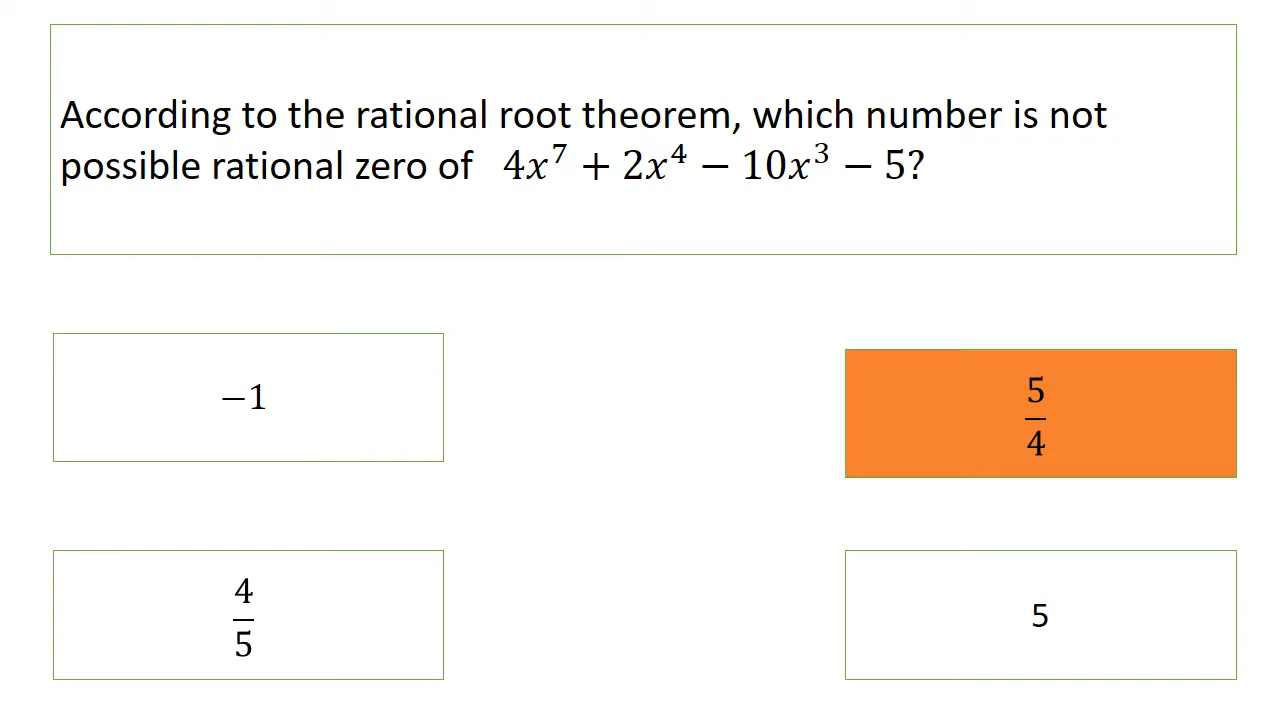 According to the rational root theorem, which number is not
possible rational zero of 4x⁷ + 2x⁴ − 10x³ − 5?
−1
5/4
4/5
5